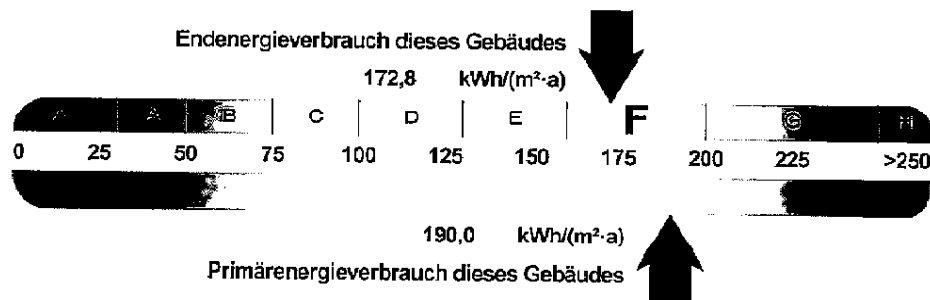 Endenergieverbrauch dieses Gebäudes
172,8 kWh/(m²·a)
A B C D E F G H
0 25 50 75 100 125 150 175 200 225 >250
190,0 kWh/(m²·a)
Primärenergieverbrauch dieses Gebäudes